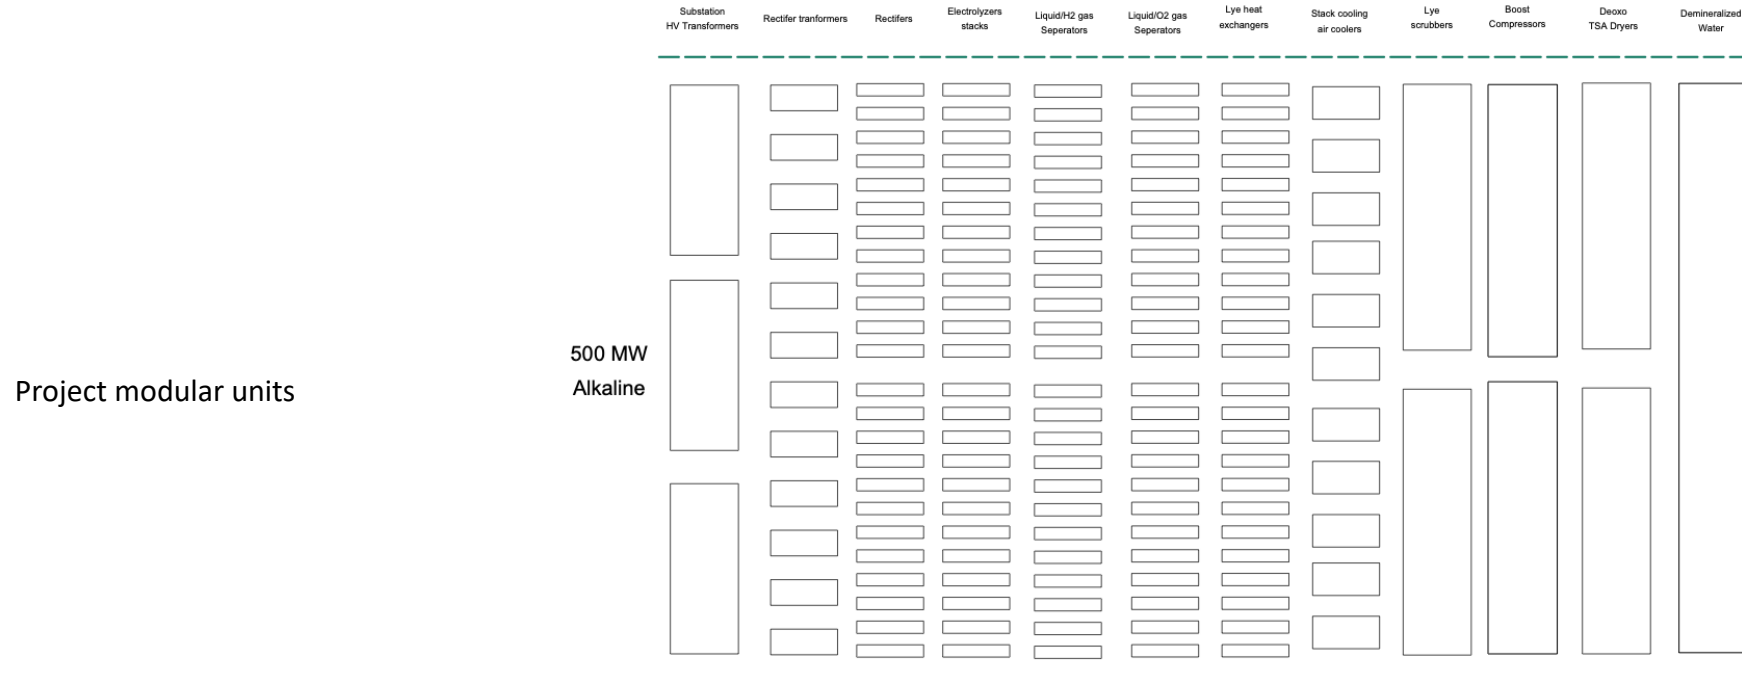 Substation
HV Transformers
Rectifer tranformers
Rectifers
Electrolyzers
stacks
Liquid/H2 gas
Seperators
Liquid/O2 gas
Seperators
Lye heat
exchangers
Stack cooling
air coolers
Lye
scrubbers
Boost
Compressors
Deoxo
TSA Dryers
Demineralized
Water
500 MW
Alkaline
Project modular units